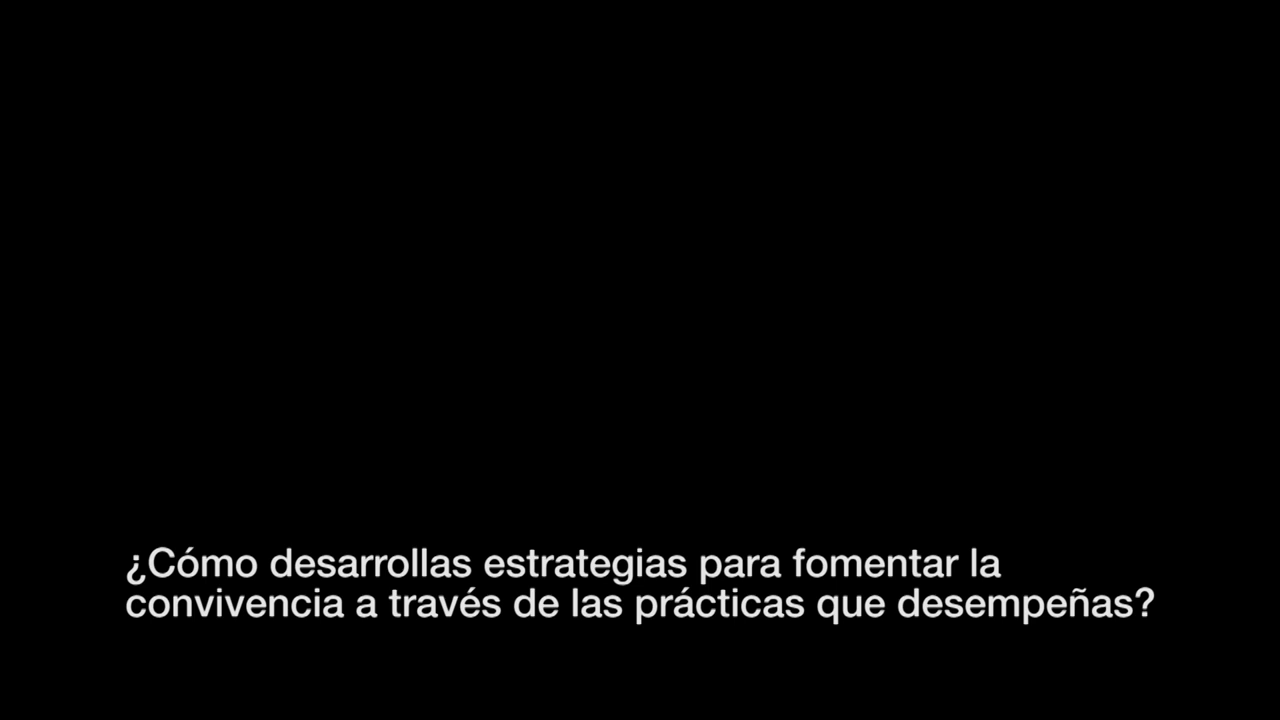 ¿Cómo desarrollas estrategias para fomentar la
convivencia a través de las prácticas que desempeñas?